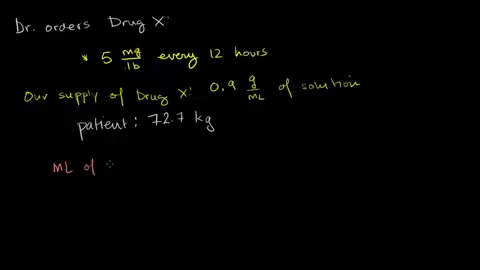 Dr. orders Drug X:
* 5 mg/lb every 12 hours
Our supply of Drug X: 0.9 g/mL of solution
patient: 72.7 kg
mL of